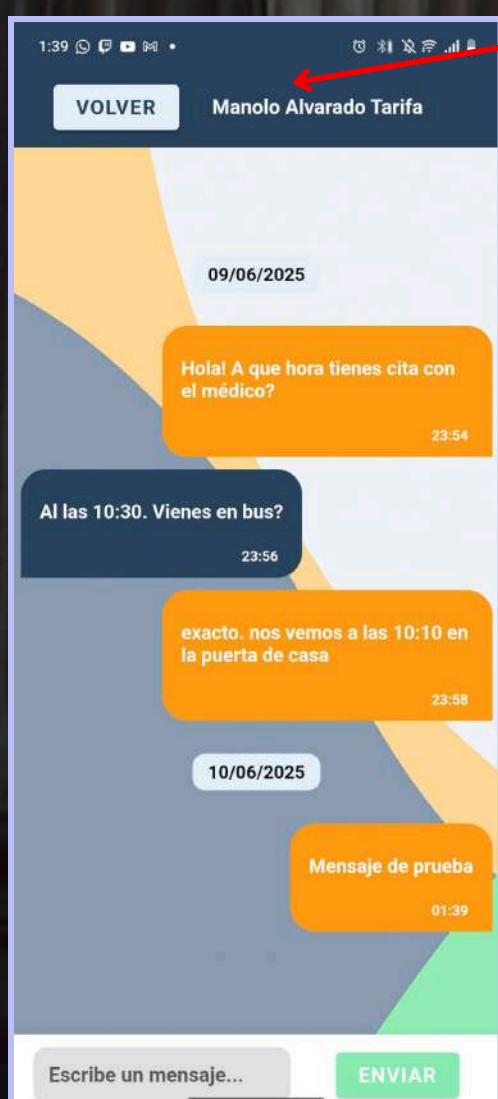 1:39
VOLVER Manolo Alvarado Tarifa
09/06/2025
Hola! A que hora tienes cita con
el médico?
23:54
Al las 10:30. Vienes en bus?
23:56
exacto. nos vemos a las 10:10 en
la puerta de casa
23:58
10/06/2025
Mensaje de prueba
01:39
Escribe un mensaje... ENVIAR